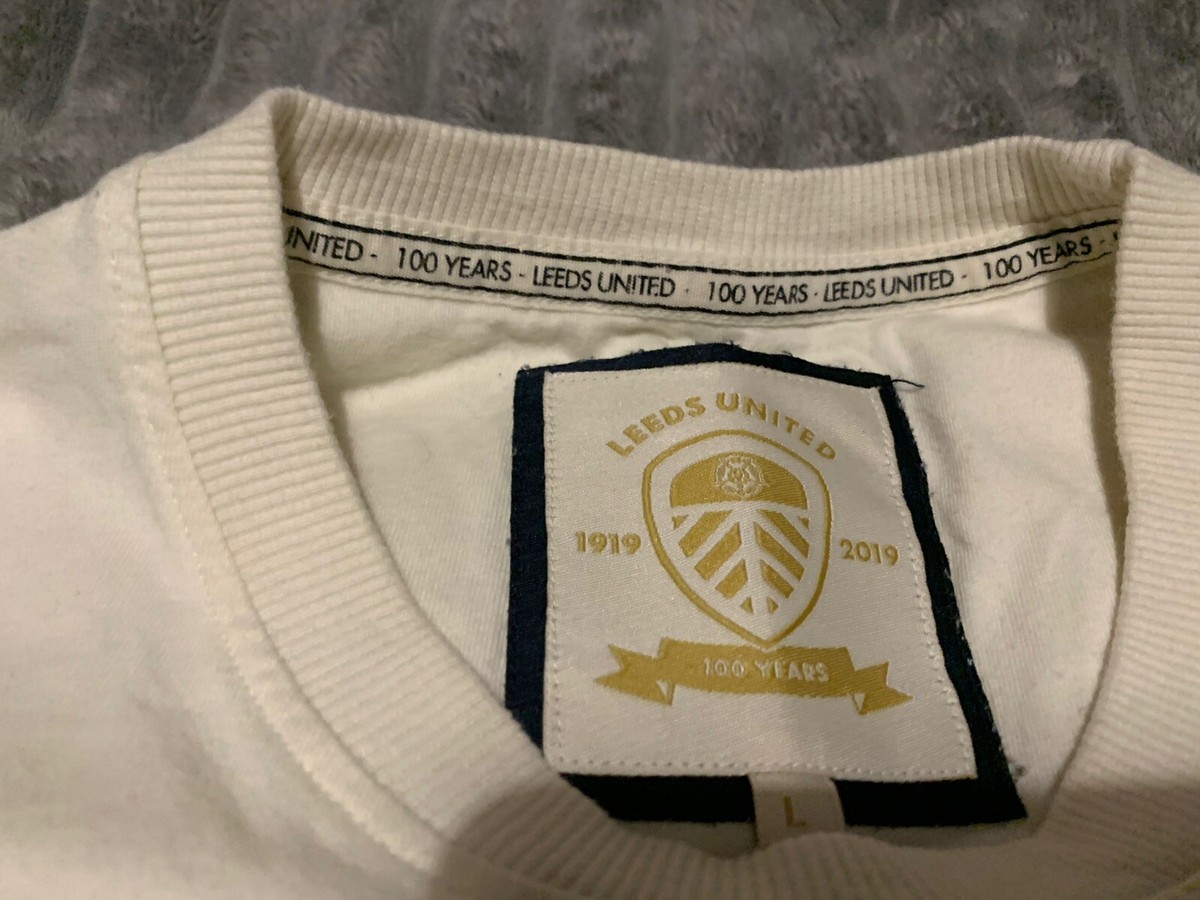 UNITED - 100 YEARS - LEEDS UNITED - 100 YEARS - LEEDS UNITED - 100 YEARS -
LEEDS UNITED
1919 2019
100 YEARS
L